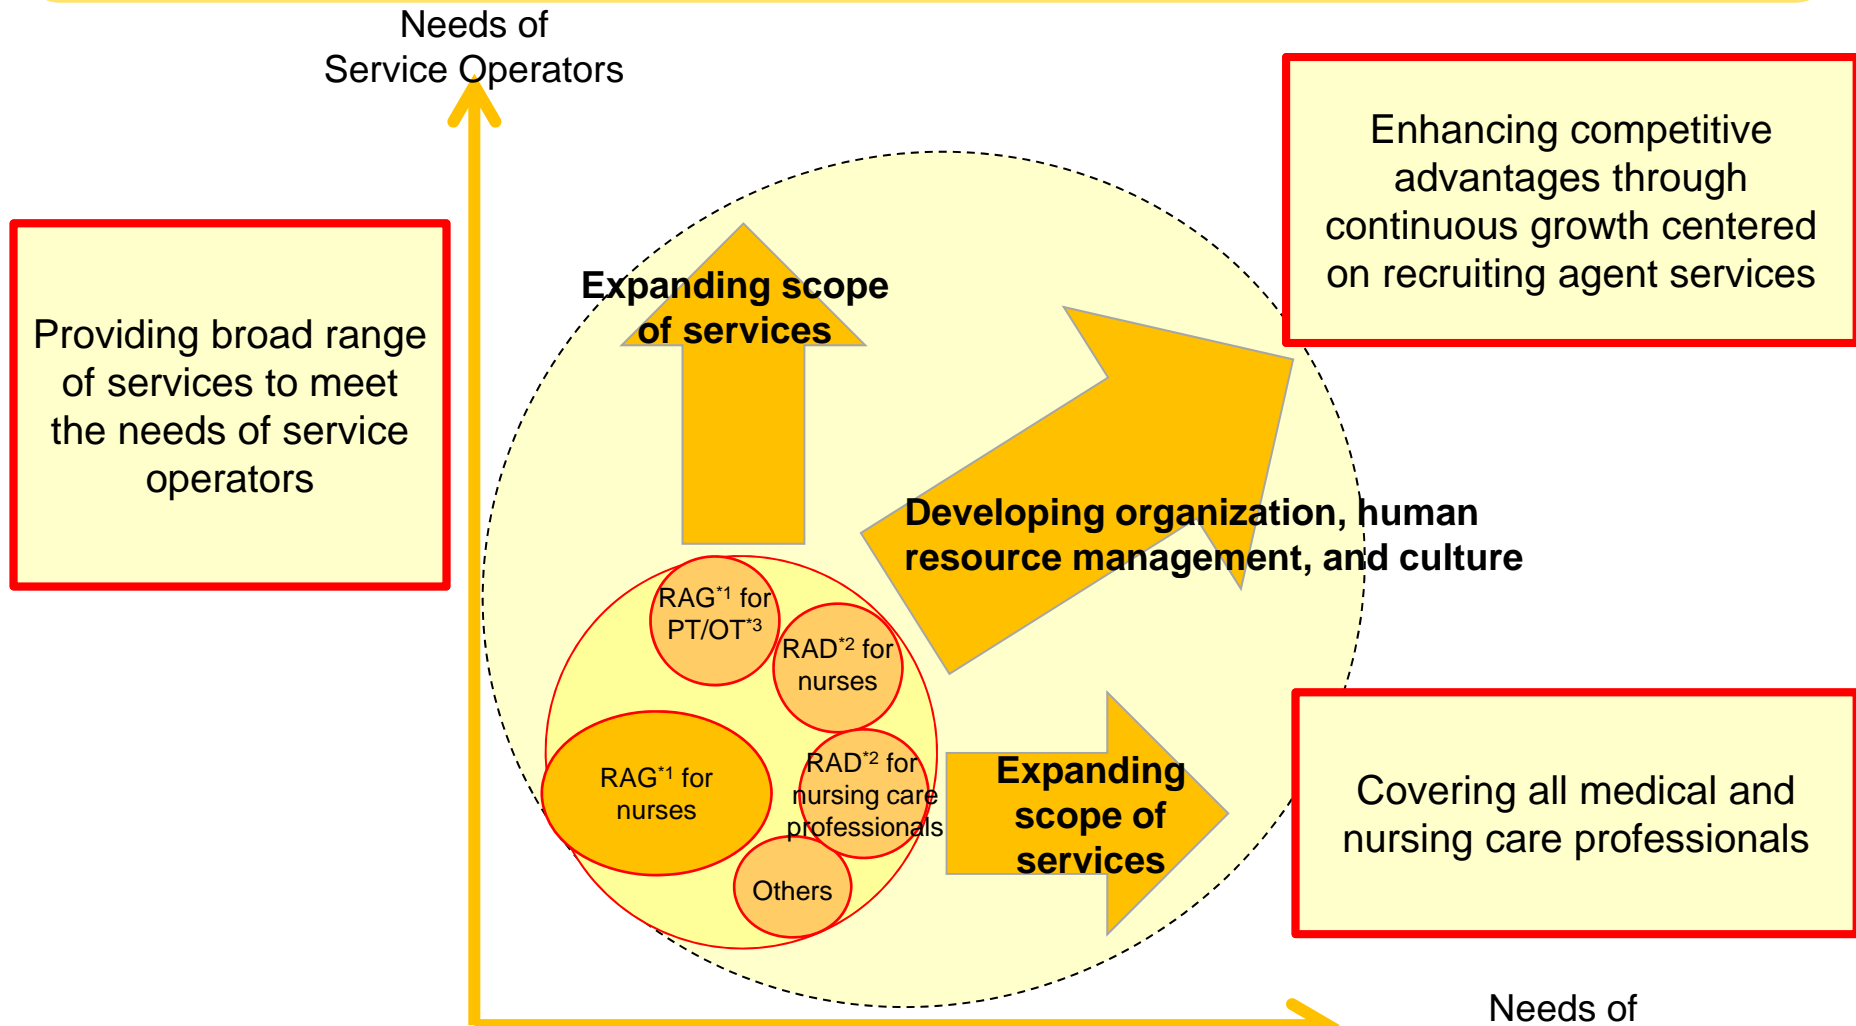 Needs of
Service Operators
Enhancing competitive
advantages through
continuous growth centered
on recruiting agent services
Providing broad range
of services to meet
the needs of service
operators
Expanding scope
of services
Developing organization, human
resource management, and culture
RAG*1 for
PT/OT*3
RAD*2 for
nurses
RAG*1 for
nurses
RAD*2 for
nursing care
professionals
Others
Expanding
scope of
services
Covering all medical and
nursing care professionals
Needs of